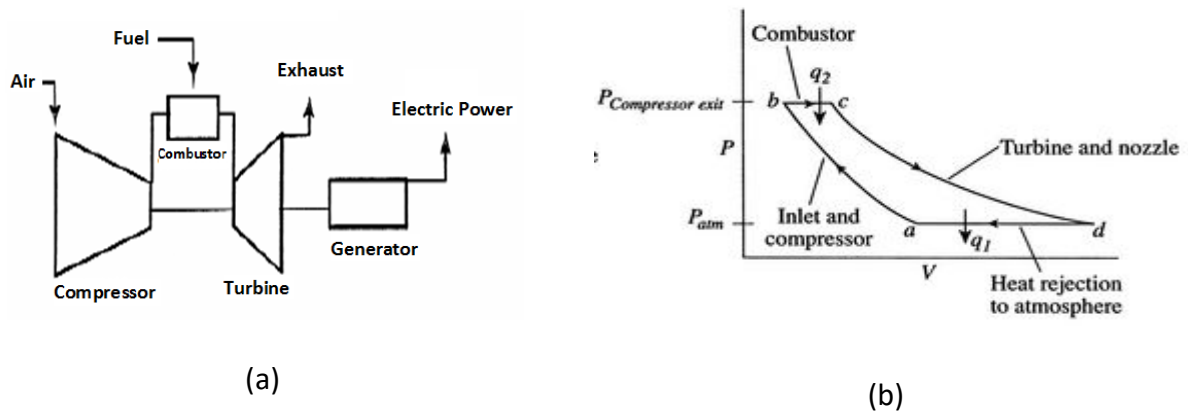 Fuel
Air
Exhaust
Electric Power
Combustor
Generator
Compressor
Turbine
(a)
Combustor
q2
P Compressor exit
b
c
P
e
Turbine and nozzle
Inlet and
compressor
Patm
a
d
q1
V
Heat rejection
to atmosphere
(b)